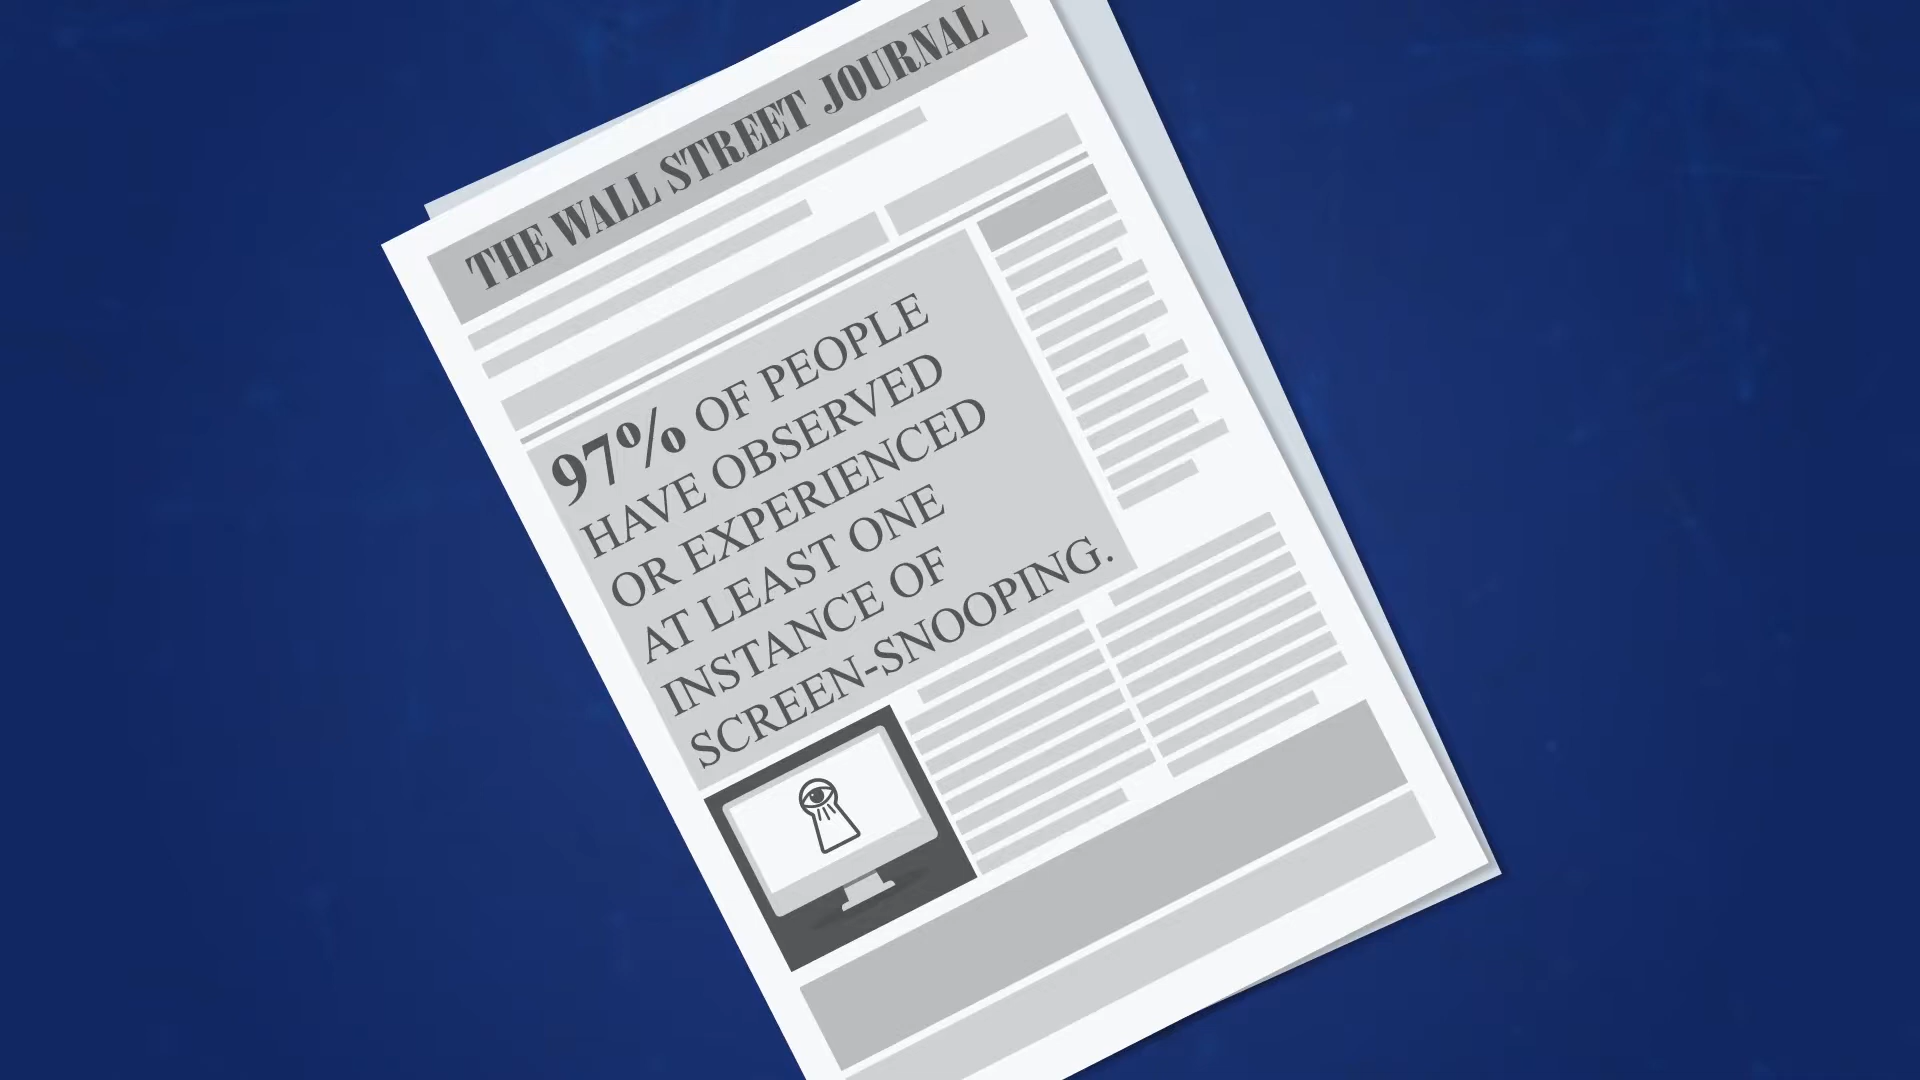 THE WALL STREET JOURNAL
97% OF PEOPLE
HAVE OBSERVED
OR EXPERIENCED
AT LEAST ONE
INSTANCE OF
SCREEN-SNOOPING.